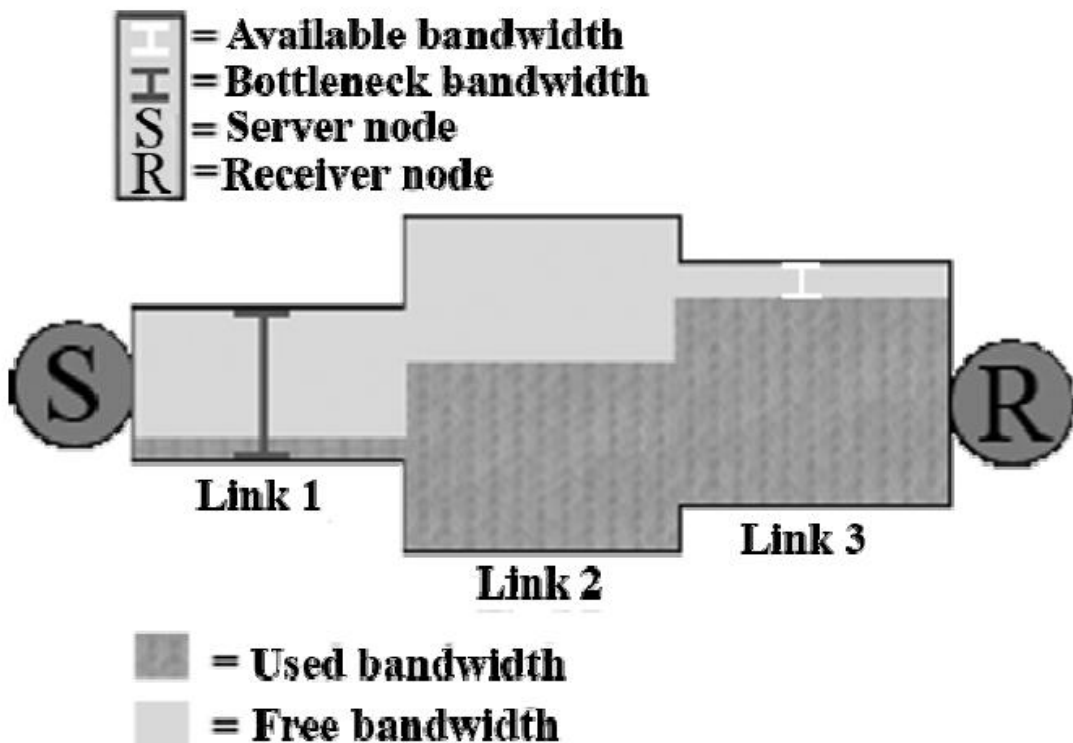 = Available bandwidth
= Bottleneck bandwidth
S = Server node
R = Receiver node
S
R
Link 1
Link 2
Link 3
= Used bandwidth
= Free bandwidth